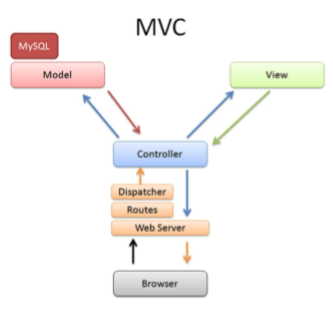 MVC
MySQL
Model
View
Controller
Dispatcher
Routes
Web Server
Browser